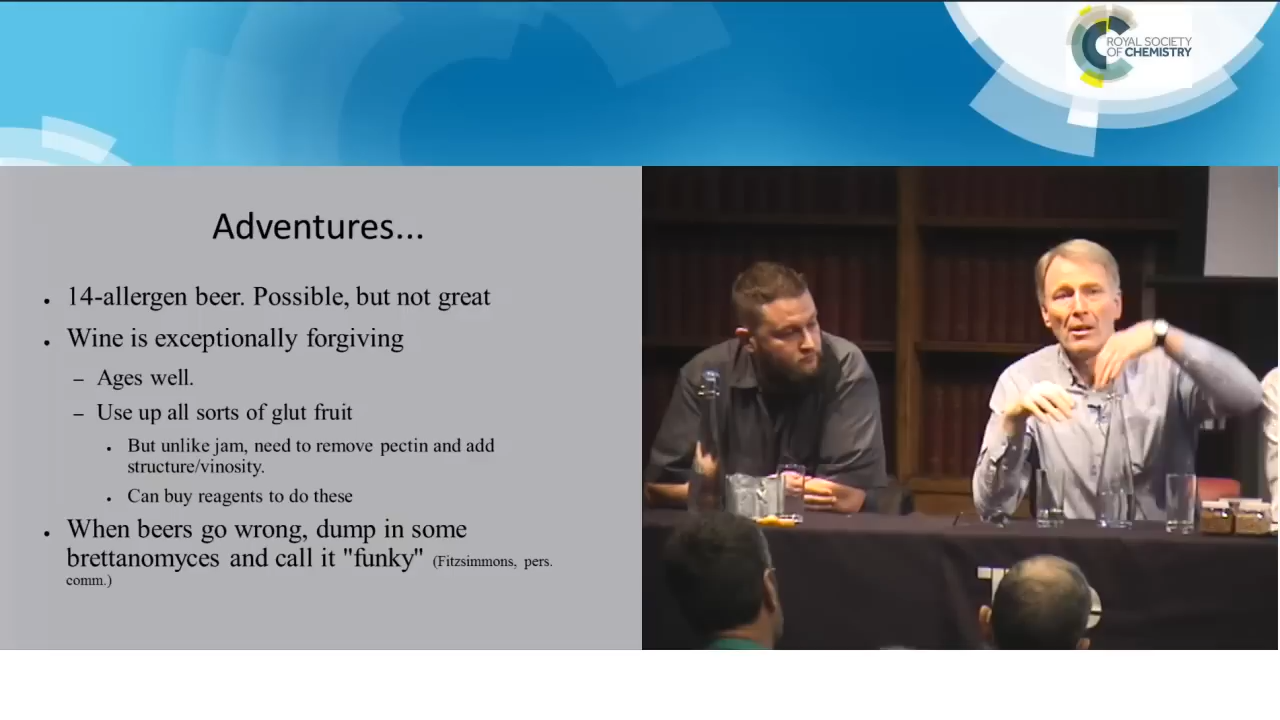 ROYAL SOCIETY
OF CHEMISTRY
Adventures...
• 14-allergen beer. Possible, but not great
• Wine is exceptionally forgiving
– Ages well.
– Use up all sorts of glut fruit
• But unlike jam, need to remove pectin and add
structure/vinosity.
• Can buy reagents to do these
• When beers go wrong, dump in some
brettanomyces and call it "funky" (Fitzsimmons, pers.
comm.)